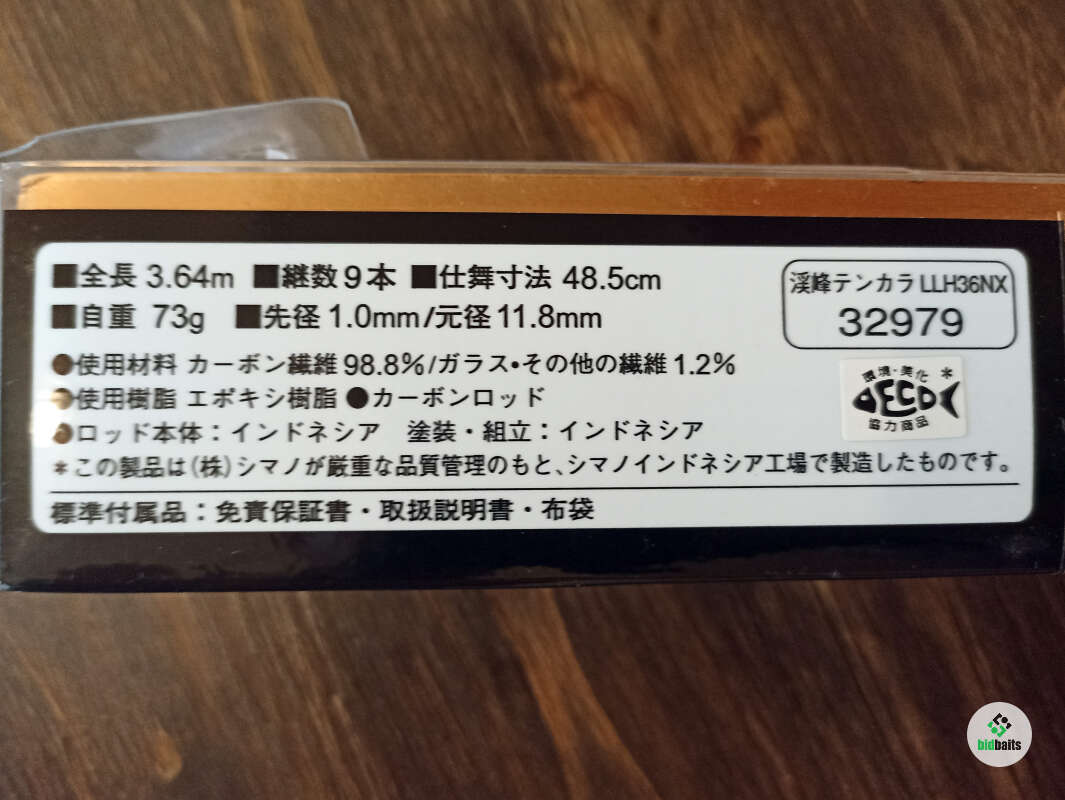 ■全長 3.64m ■継数9本 ■仕舞寸法 48.5cm
■自重 73g ■先径1.0mm/元径11.8mm
渓峰テンカラ LLH36NX
32979
●使用材料 カーボン繊維98.8%/ガラス・その他の繊維1.2%
●使用樹脂 エポキシ樹脂 ●カーボンロッド
●ロッド本体：インドネシア 塗装・組立：インドネシア
*この製品は(株)シマノが厳重な品質管理のもと、シマノインドネシア工場で製造したものです。
標準付属品：免責保証書・取扱説明書・布袋
環境・美化 *
ECO
協力商品
bidbaits